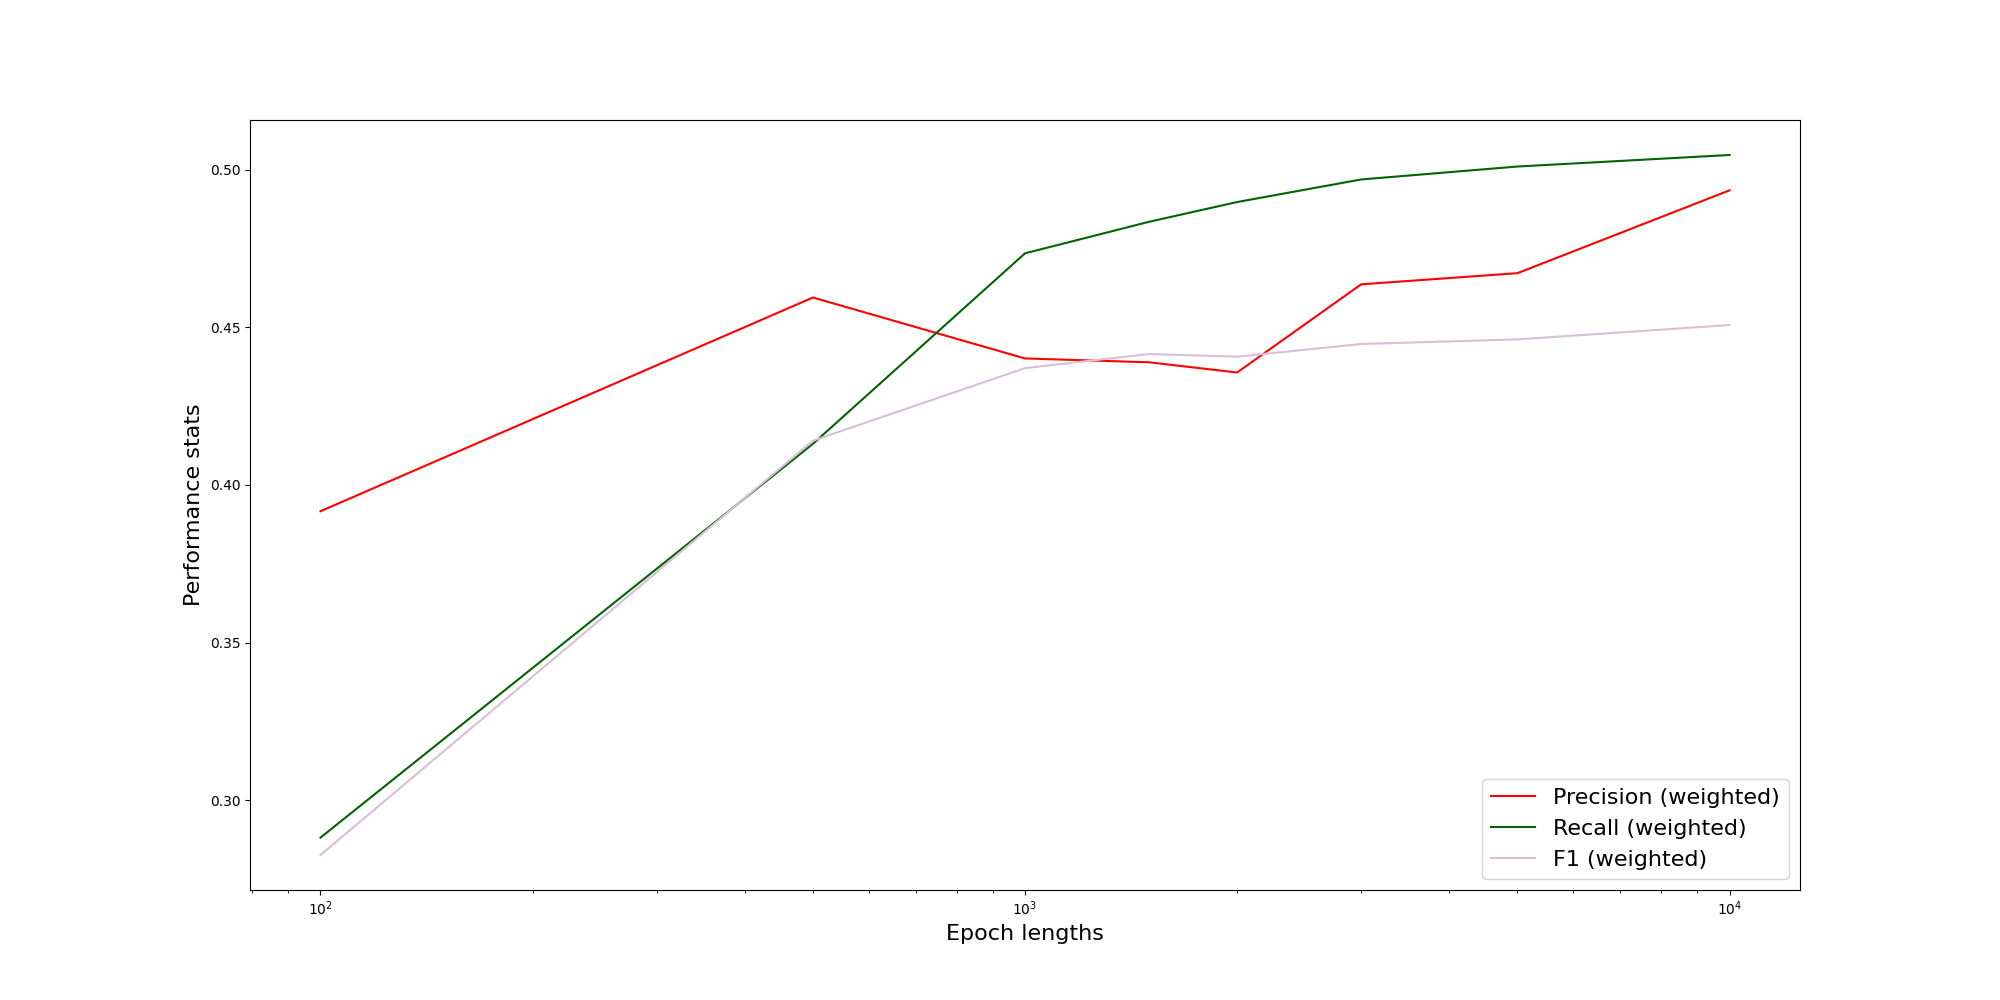 0.50
0.45
0.40
0.35
0.30
Performance stats
10²
10³
10⁴
Epoch lengths
Precision (weighted)
Recall (weighted)
F1 (weighted)